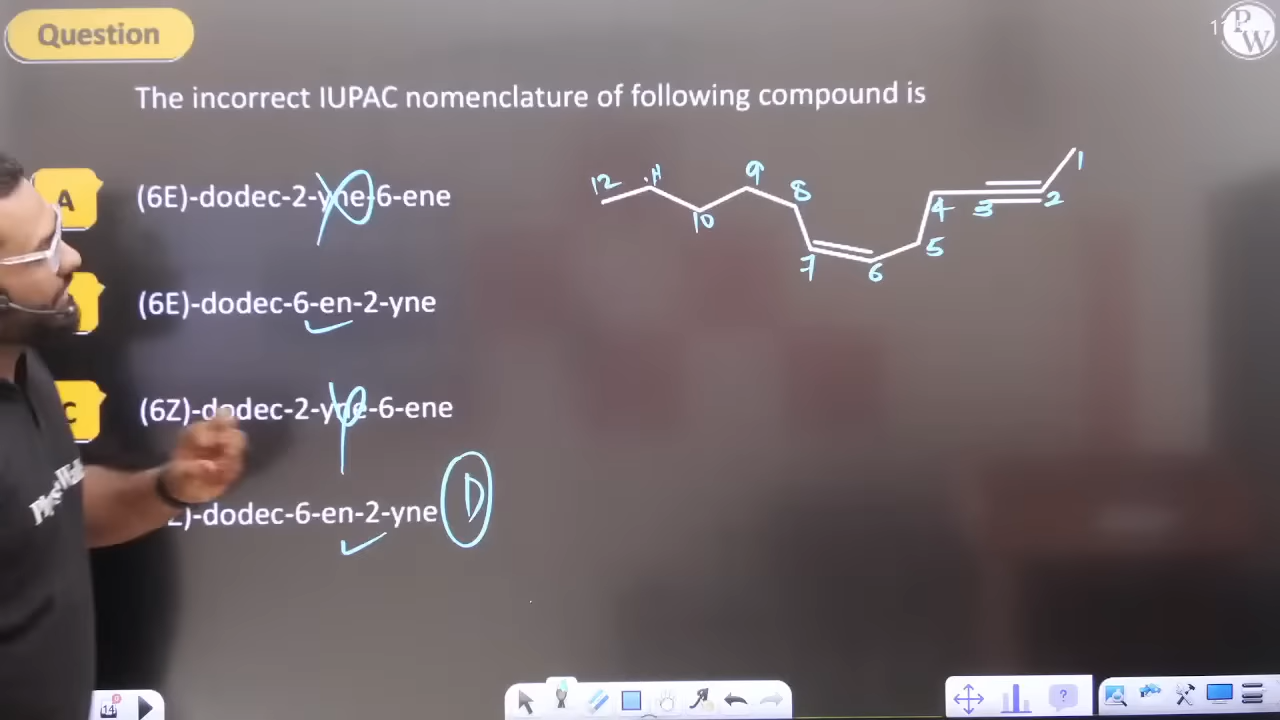 Question
PW
The incorrect IUPAC nomenclature of following compound is
A
(6E)-dodec-2-yne-6-ene
(6E)-dodec-6-en-2-yne
C
(6Z)-dodec-2-yne-6-ene
Z)-dodec-6-en-2-yne
D
12
11
10
9
8
7
6
5
4
3
2
1
14